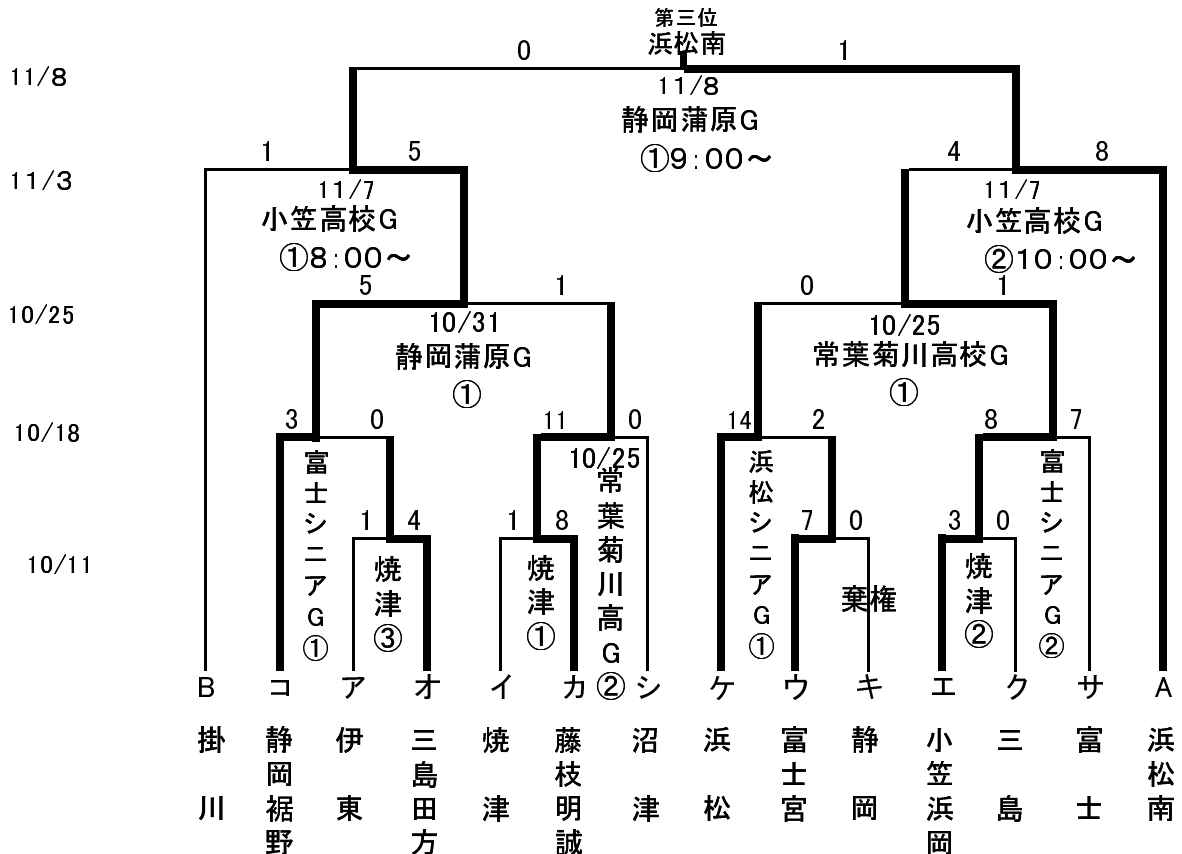 第三位
浜松南
0
1
11/8
11/8
静岡蒲原G
①9:00～
1
5
4
8
11/3
11/7
小笠高校G
①8:00～
11/7
小笠高校G
②10:00～
5
1
0
1
10/25
10/31
静岡蒲原G
①
10/25
常葉菊川高校G
①
3
0
11
0
14
2
8
7
10/18
10/25
富士シニアG①
常葉菊川高G②
浜松シニアG①
富士シニアG②
1
4
1
8
7
0
3
0
10/11
焼津③
焼津①
棄権
焼津②
B
コ
ア
オ
イ
カ
シ
ケ
ウ
キ
エ
ク
サ
A
掛川
静岡裾野
伊東
三島田方
焼津
藤枝明誠
沼津
浜松
富士宮
静岡
小笠浜岡
三島
富士
浜松南